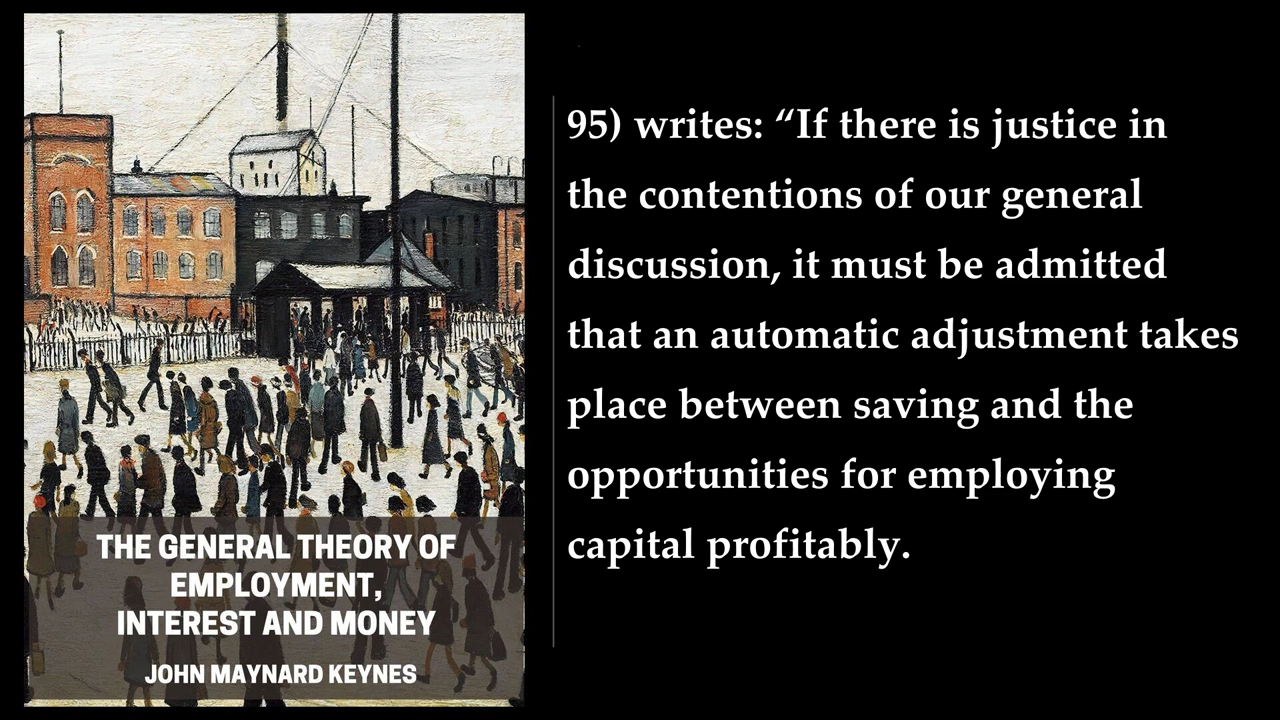 THE GENERAL THEORY OF
EMPLOYMENT,
INTEREST AND MONEY
JOHN MAYNARD KEYNES
95) writes: “If there is justice in
the contentions of our general
discussion, it must be admitted
that an automatic adjustment takes
place between saving and the
opportunities for employing
capital profitably.